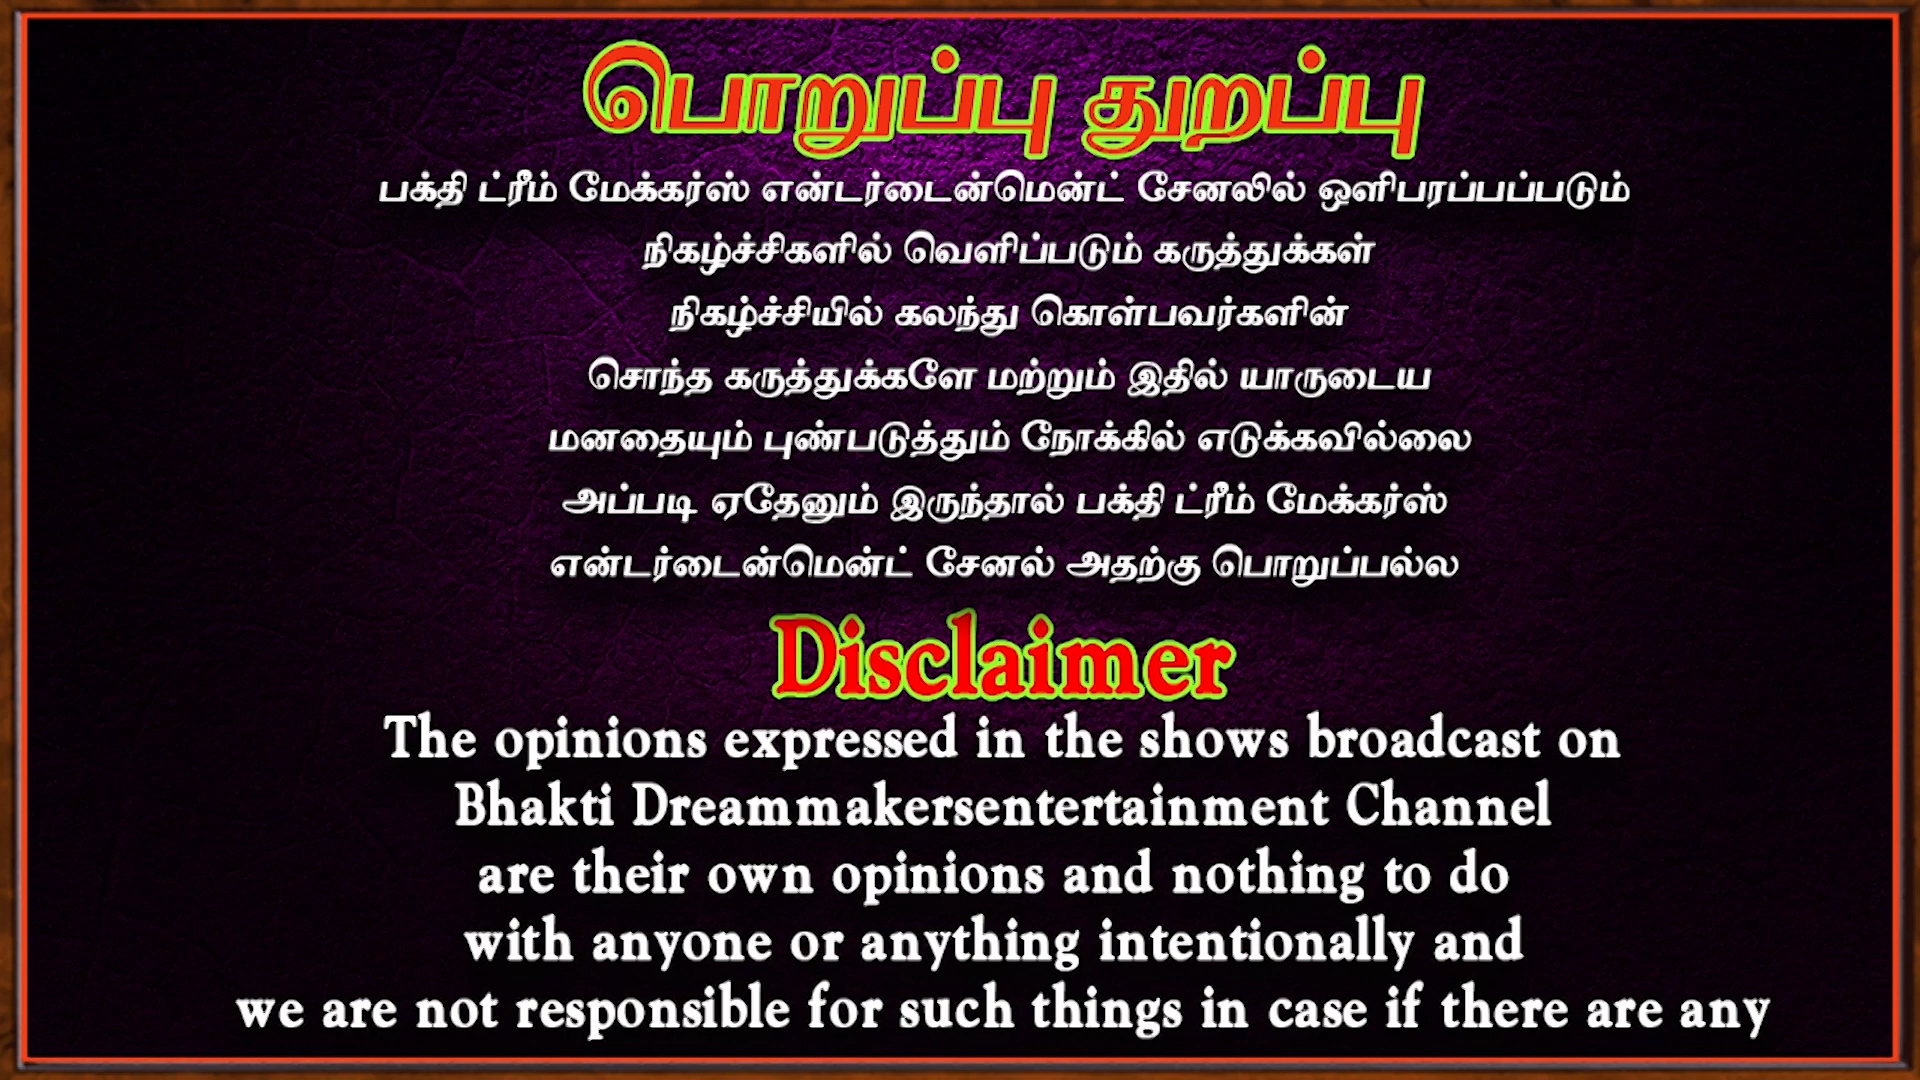 பொறுப்பு துறப்பு
பக்தி ட்ரீம் மேக்கர்ஸ் என்டர்டைன்மென்ட் சேனலில் ஒளிபரப்பப்படும்
நிகழ்ச்சிகளில் வெளிப்படும் கருத்துக்கள்
நிகழ்ச்சியில் கலந்து கொள்பவர்களின்
சொந்த கருத்துக்களே மற்றும் இதில் யாருடைய
மனதையும் புண்படுத்தும் நோக்கில் எடுக்கவில்லை
அப்படி ஏதேனும் இருந்தால் பக்தி ட்ரீம் மேக்கர்ஸ்
என்டர்டைன்மென்ட் சேனல் அதற்கு பொறுப்பல்ல
Disclaimer
The opinions expressed in the shows broadcast on
Bhakti Dreammakersentertainment Channel
are their own opinions and nothing to do
with anyone or anything intentionally and
we are not responsible for such things in case if there are any